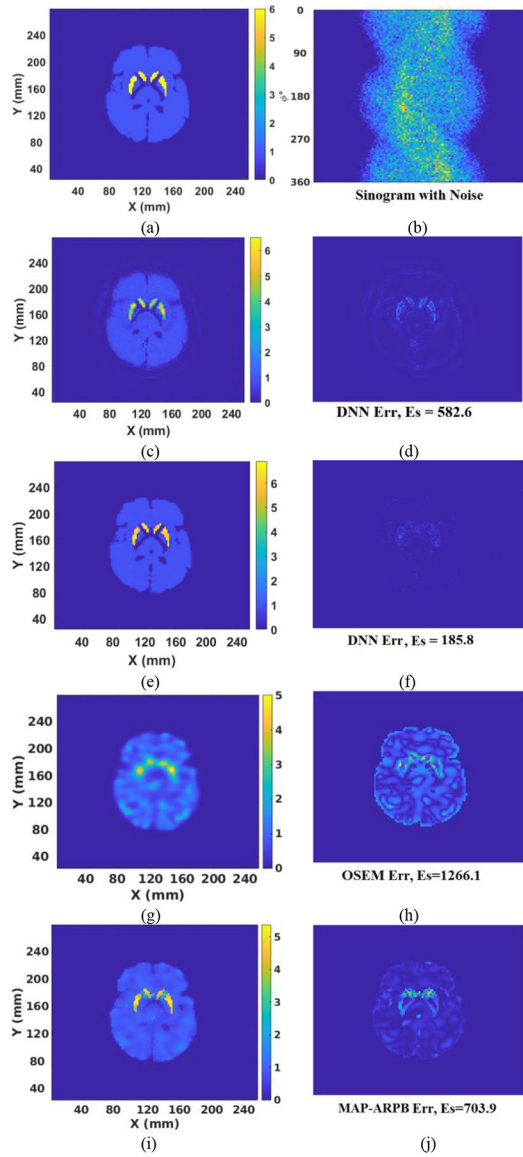 240
200
160
120
80
40
Y (mm)
40 80 120 160 200 240
X (mm)
6
5
4
3
2
1
0
ϕ°
0
90
180
270
360
Sinogram with Noise
(a)
(b)
240
200
160
120
80
40
Y (mm)
40 80 120 160 200 240
X (mm)
6
5
4
3
2
1
0
DNN Err, Es = 582.6
(c)
(d)
240
200
160
120
80
40
Y (mm)
40 80 120 160 200 240
X (mm)
6
5
4
3
2
1
0
DNN Err, Es = 185.8
(e)
(f)
240
200
160
120
80
40
Y (mm)
40 80 120 160 200 240
X (mm)
5
4
3
2
1
0
OSEM Err, Es=1266.1
(g)
(h)
240
200
160
120
80
40
Y (mm)
40 80 120 160 200 240
X (mm)
5
4
3
2
1
0
MAP-ARPB Err, Es=703.9
(i)
(j)